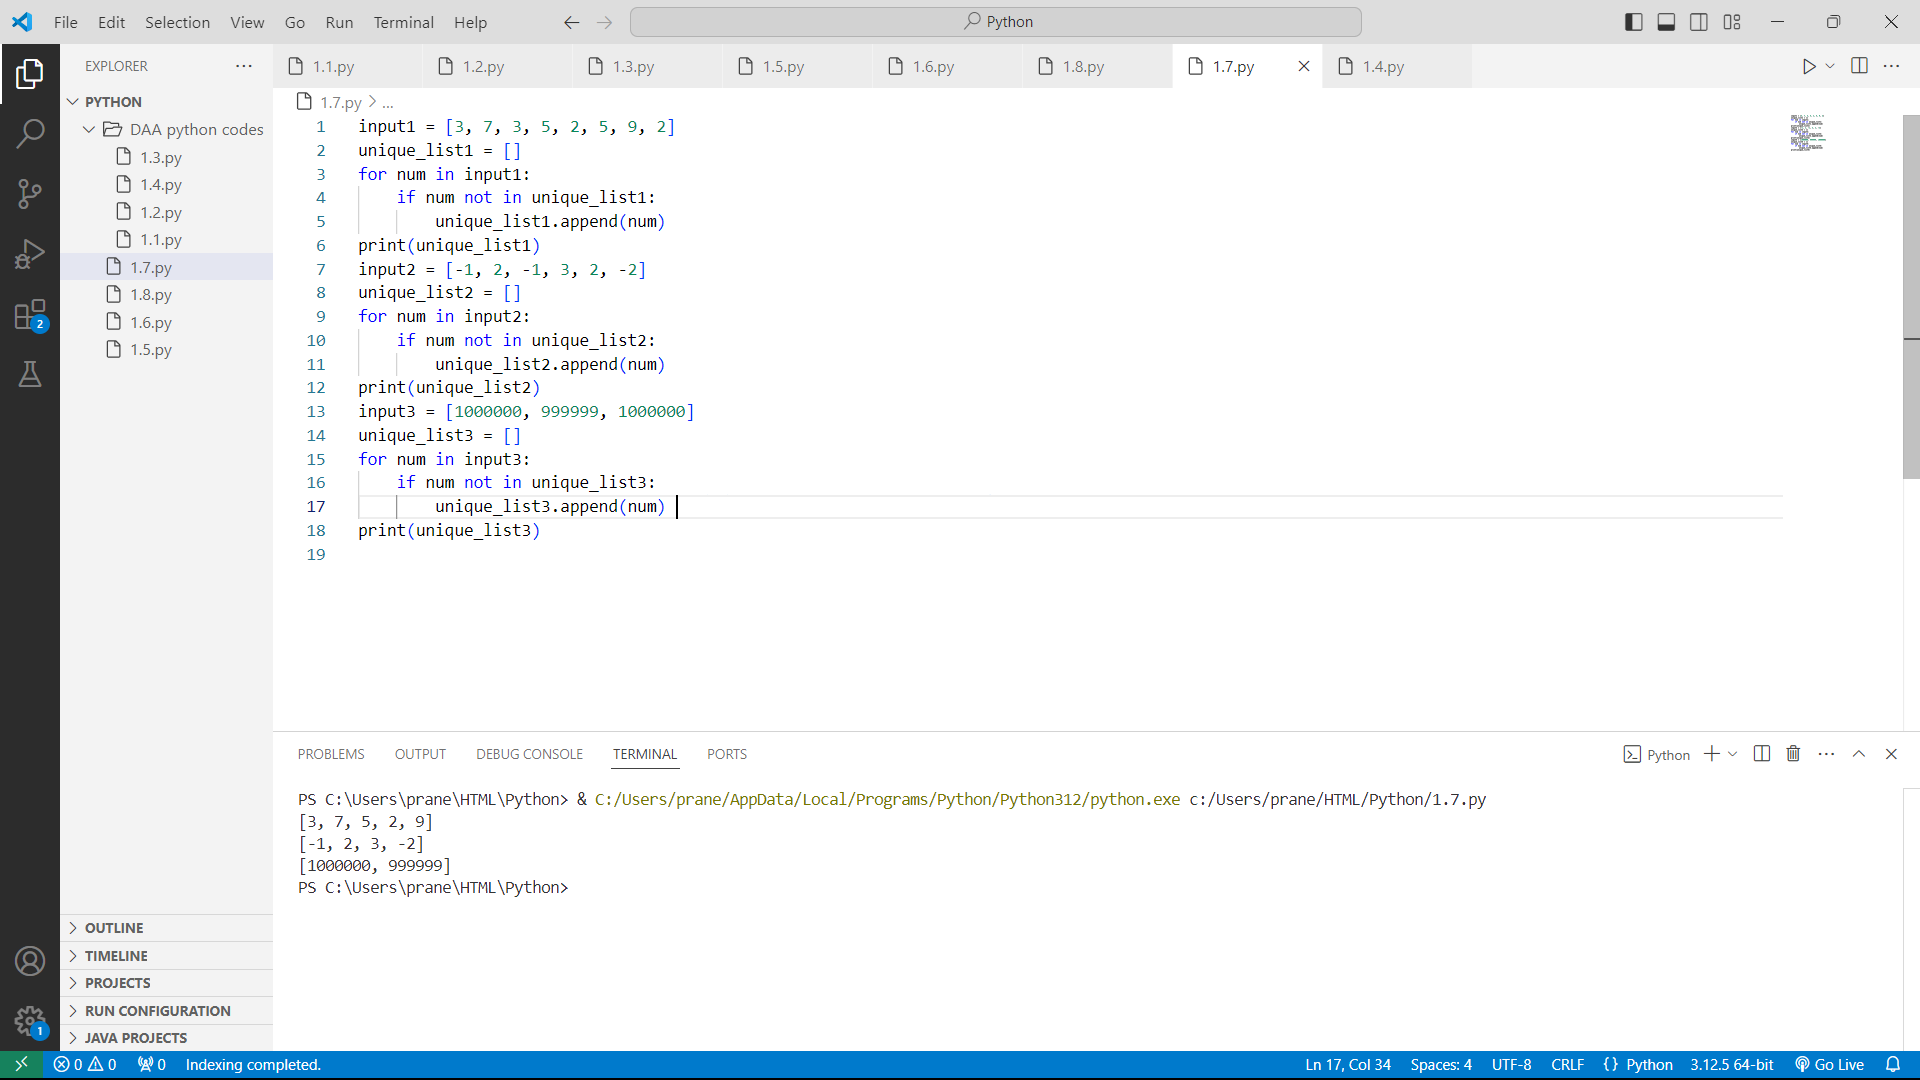 File Edit Selection View Go Run Terminal Help Python
EXPLORER
PYTHON
DAA python codes
1.3.py
1.4.py
1.2.py
1.1.py
1.7.py
1.8.py
1.6.py
1.5.py
OUTLINE
TIMELINE
PROJECTS
RUN CONFIGURATION
JAVA PROJECTS
2
1
1.1.py 1.2.py 1.3.py 1.5.py 1.6.py 1.8.py 1.7.py 1.4.py
1.7.py > ...
1 input1 = [3, 7, 3, 5, 2, 5, 9, 2]
2 unique_list1 = []
3 for num in input1:
4     if num not in unique_list1:
5         unique_list1.append(num)
6 print(unique_list1)
7 input2 = [-1, 2, -1, 3, 2, -2]
8 unique_list2 = []
9 for num in input2:
10     if num not in unique_list2:
11         unique_list2.append(num)
12 print(unique_list2)
13 input3 = [1000000, 999999, 1000000]
14 unique_list3 = []
15 for num in input3:
16     if num not in unique_list3:
17         unique_list3.append(num)
18 print(unique_list3)
19
PROBLEMS OUTPUT DEBUG CONSOLE TERMINAL PORTS Python
PS C:\Users\prane\HTML\Python> & C:/Users/prane/AppData/Local/Programs/Python/Python312/python.exe c:/Users/prane/HTML/Python/1.7.py
[3, 7, 5, 2, 9]
[-1, 2, 3, -2]
[1000000, 999999]
PS C:\Users\prane\HTML\Python>
0 0 0 Indexing completed. Ln 17, Col 34 Spaces: 4 UTF-8 CRLF {} Python 3.12.5 64-bit Go Live